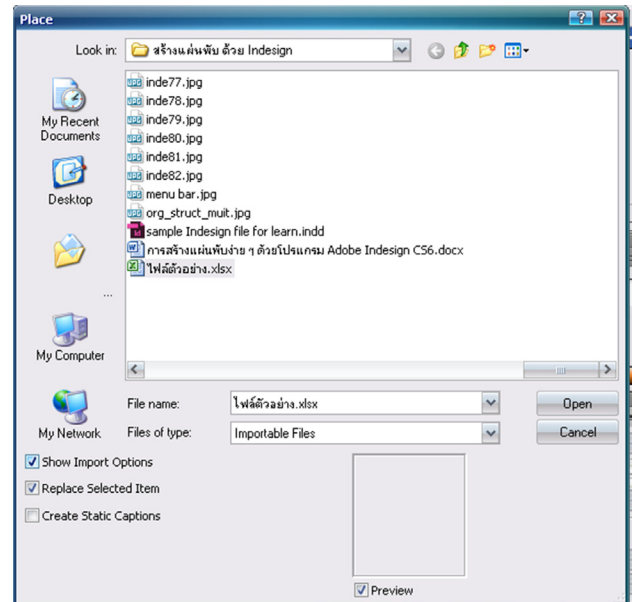 Place
Look in: สร้างแผ่นพับ ด้วย Indesign
inde77.jpg
inde78.jpg
inde79.jpg
inde80.jpg
inde81.jpg
inde82.jpg
menu bar.jpg
org_struct_muit.jpg
sample Indesign file for learn.indd
การสร้างแผ่นพับง่าย ๆ ด้วยโปรแกรม Adobe Indesign CS6.docx
ไฟล์ตัวอย่าง.xlsx
My Recent
Documents
Desktop
...
My Computer
My Network
File name: ไฟล์ตัวอย่าง.xlsx Open
Files of type: Importable Files Cancel
Show Import Options
Replace Selected Item
Create Static Captions
Preview